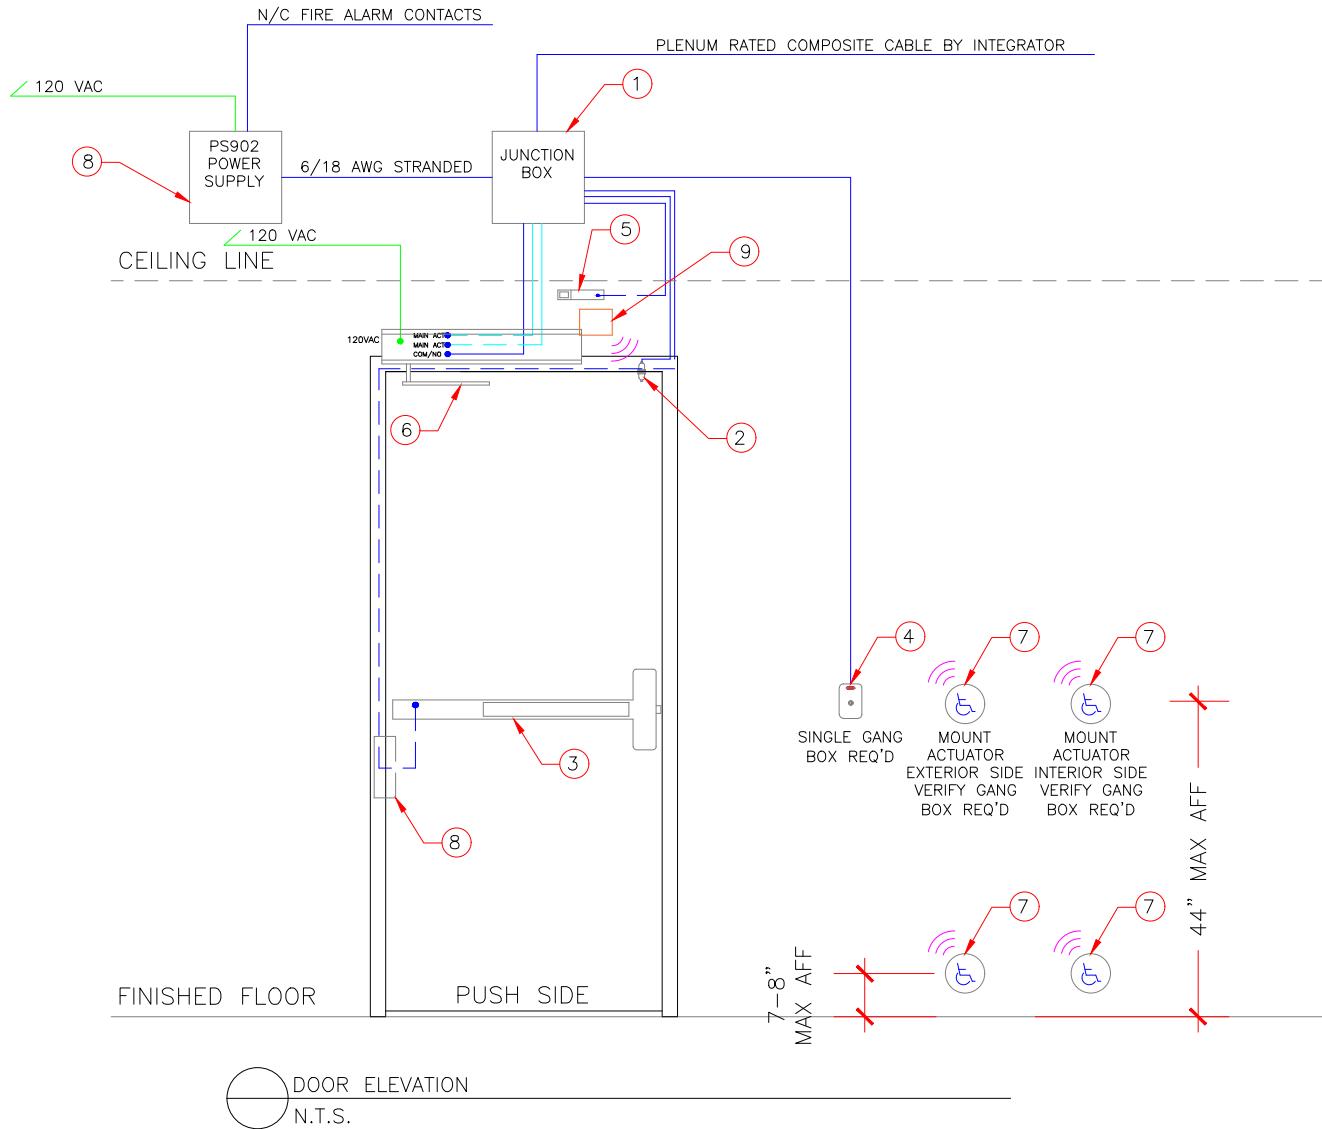 N/C FIRE ALARM CONTACTS
PLENUM RATED COMPOSITE CABLE BY INTEGRATOR
120 VAC
1
PS902
POWER
SUPPLY
8
6/18 AWG STRANDED
JUNCTION
BOX
120 VAC
5
9
CEILING LINE
120VAC
MAIN ACT
MAIN ACT
COM/NO
6
2
4
7
7
SINGLE GANG
BOX REQ'D
MOUNT
ACTUATOR
EXTERIOR SIDE
VERIFY GANG
BOX REQ'D
MOUNT
ACTUATOR
INTERIOR SIDE
VERIFY GANG
BOX REQ'D
3
8
44" MAX AFF
7
7
7-8"
MAX AFF
FINISHED FLOOR
PUSH SIDE
DOOR ELEVATION
N.T.S.